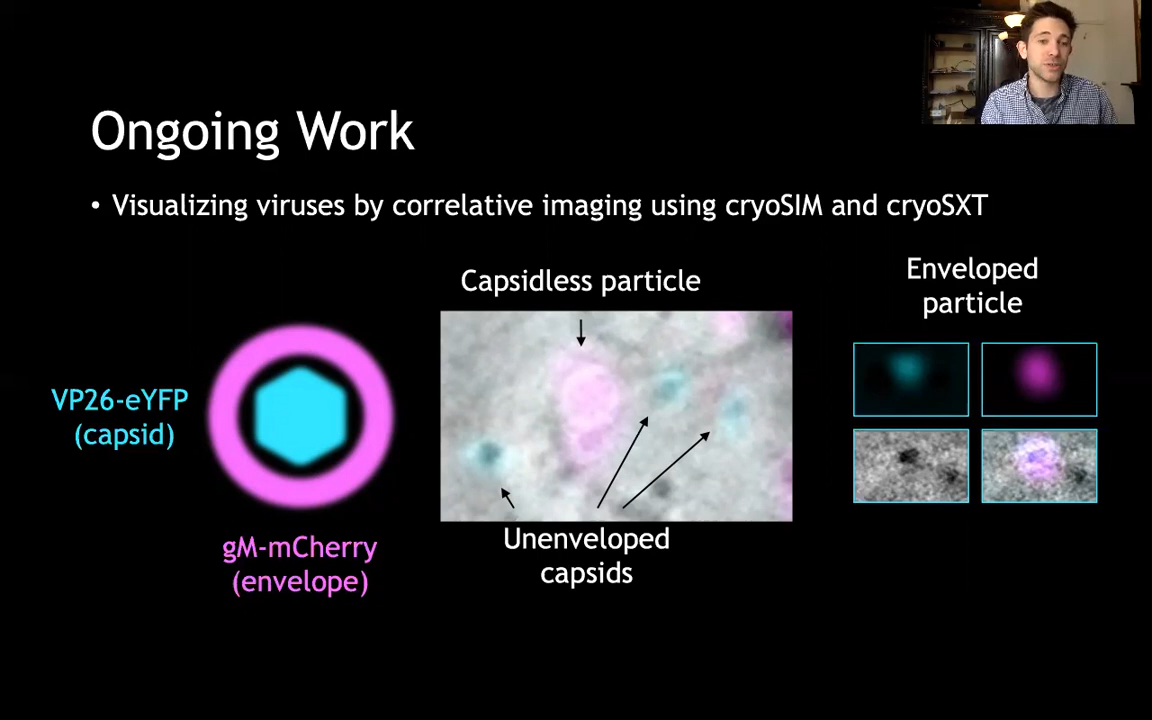 Ongoing Work
• Visualizing viruses by correlative imaging using cryoSIM and cryoSXT
VP26-eYFP
(capsid)
gM-mCherry
(envelope)
Capsidless particle
Unenveloped
capsids
Enveloped
particle